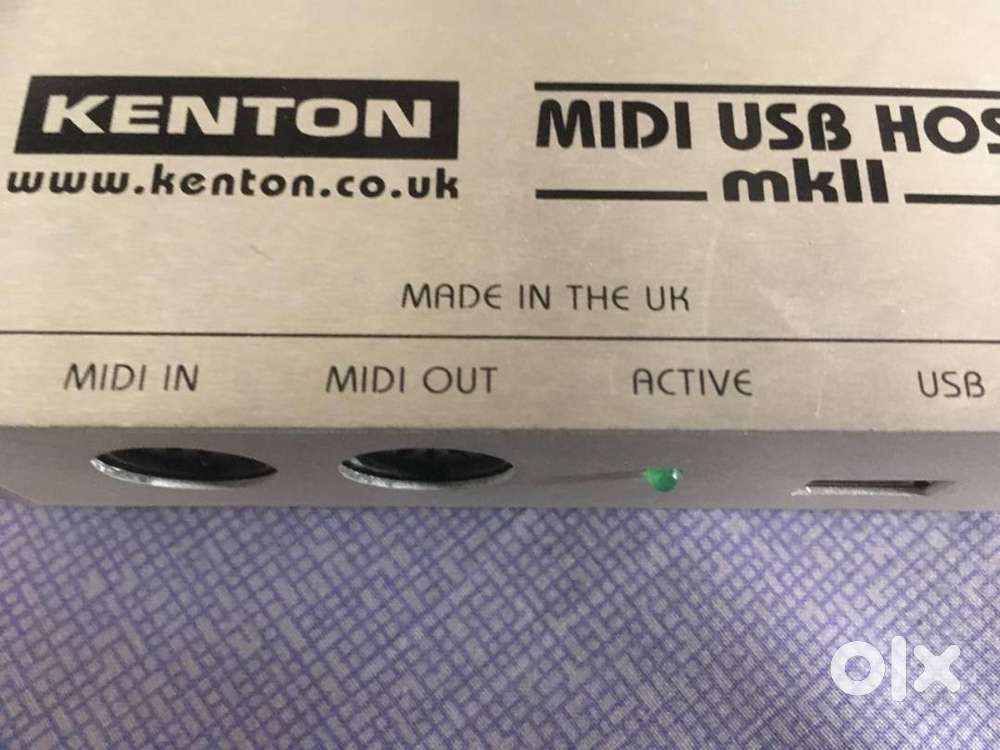 KENTON
www.kenton.co.uk
MIDI USB HOS
mkII
MADE IN THE UK
MIDI IN
MIDI OUT
ACTIVE
USB
olx